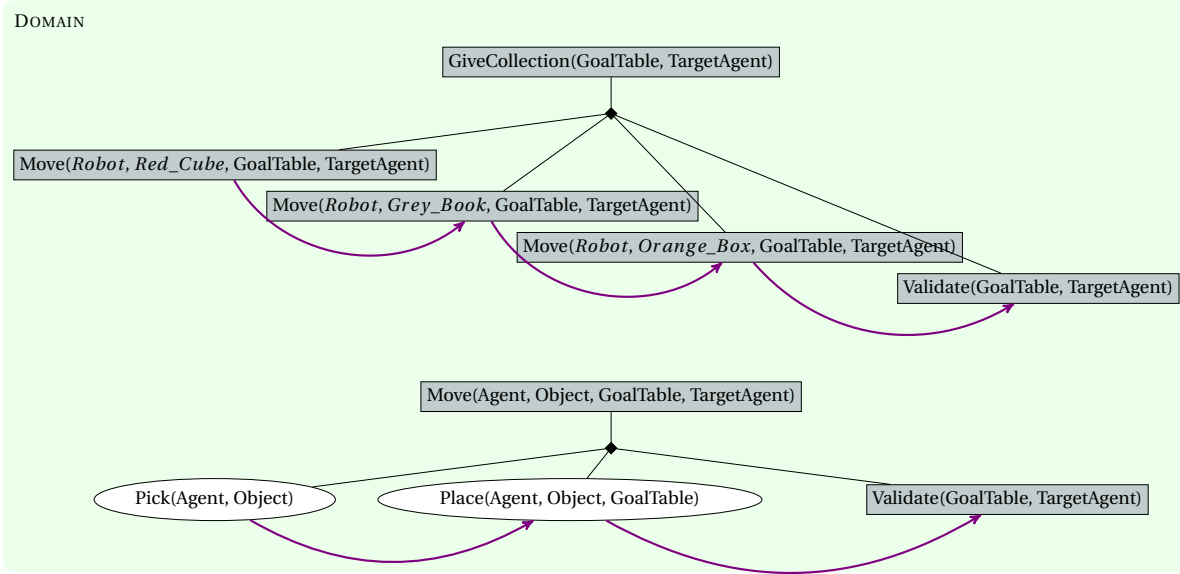 DOMAIN
GiveCollection(GoalTable, TargetAgent)
Move(Robot, Red_Cube, GoalTable, TargetAgent)
Move(Robot, Grey_Book, GoalTable, TargetAgent)
Move(Robot, Orange_Box, GoalTable, TargetAgent)
Validate(GoalTable, TargetAgent)
Move(Agent, Object, GoalTable, TargetAgent)
Pick(Agent, Object)
Place(Agent, Object, GoalTable)
Validate(GoalTable, TargetAgent)